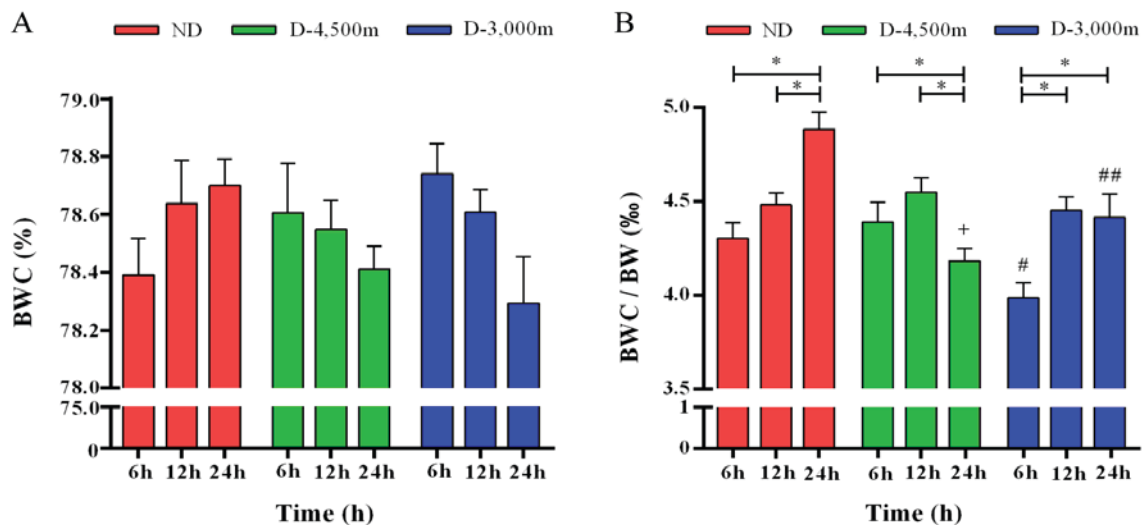 A
ND
D-4,500m
D-3,000m
BWC (%)
79.0
78.8
78.6
78.4
78.2
78.0
75.0
0
6h 12h 24h 6h 12h 24h 6h 12h 24h
Time (h)
B
ND
D-4,500m
D-3,000m
* * *
* * *
BWC / BW (‰)
5.0
4.5
4.0
3.5
1
0
##
+
#
6h 12h 24h 6h 12h 24h 6h 12h 24h
Time (h)